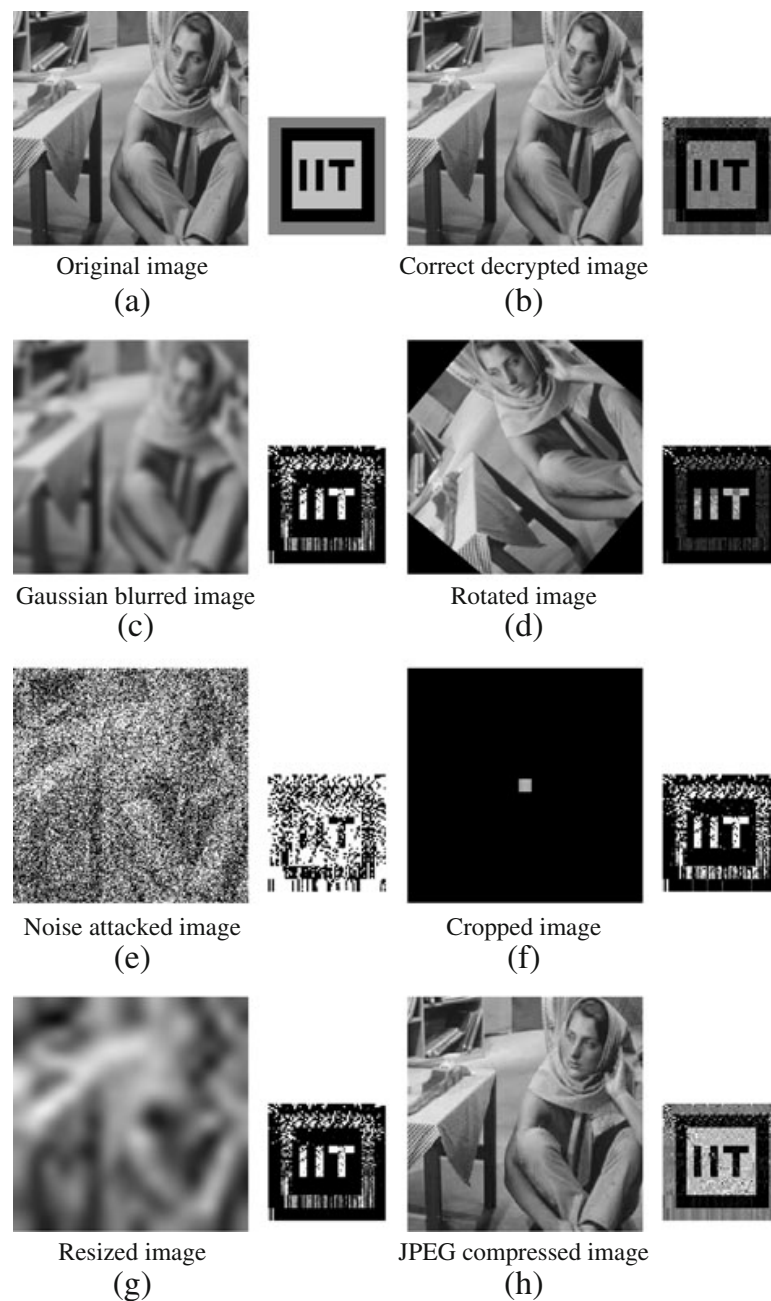 IIT
IIT
Original image
Correct decrypted image
(a)
(b)
IIT
IIT
Gaussian blurred image
Rotated image
(c)
(d)
IIT
IIT
Noise attacked image
Cropped image
(e)
(f)
IIT
IIT
Resized image
JPEG compressed image
(g)
(h)